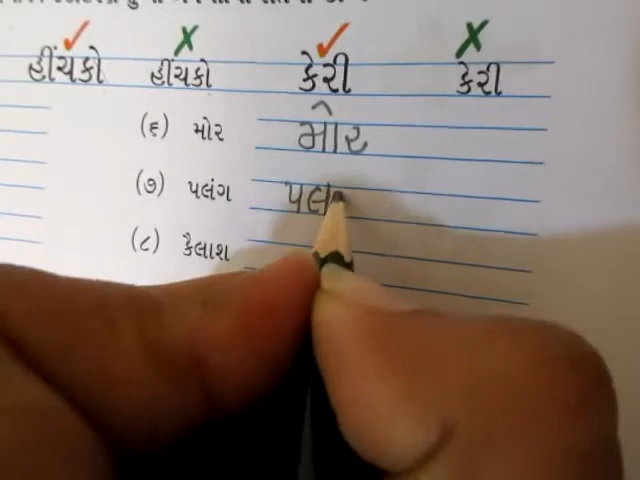 હીંચકો હીંચકો કેરી કેરી
(૬) મોર મોર
(૭) પલંગ પલ
(૮) કૈલાશ